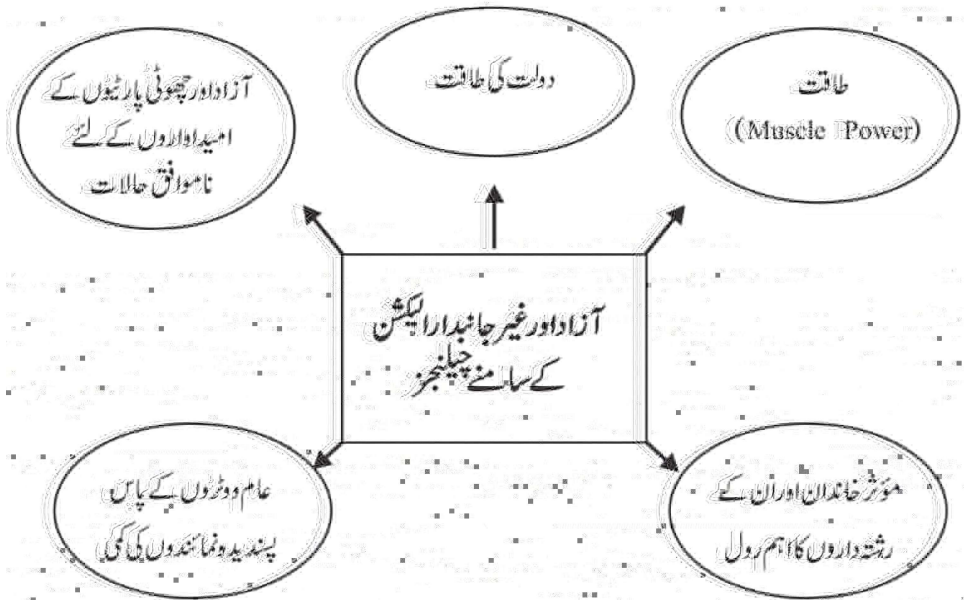 طاقت
(Muscle Power)
دولت کی طاقت
آزاد اور چھوٹی پارٹیوں کے
امیداواروں کے لئے
ناموافق حالات
آزاد اور غیر جانبدار الیکشن
کے سامنے چیلنجز
مؤثر خاندان اور ان کے
رشتہ داروں کا اہم رول
عام ووٹروں کے پاس
پسندیدہ نمائندوں کی کمی